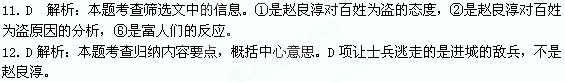 11. D  解析：本题考查筛选文中的信息。①是赵良淳对百姓为盗的态度，②是赵良淳对百姓
为盗原因的分析，⑥是富人们的反应。
12. D 解析：本题考查归纳内容要点，概括中心意思。D 项让士兵逃走的是进城的敌兵，不是
赵良淳。